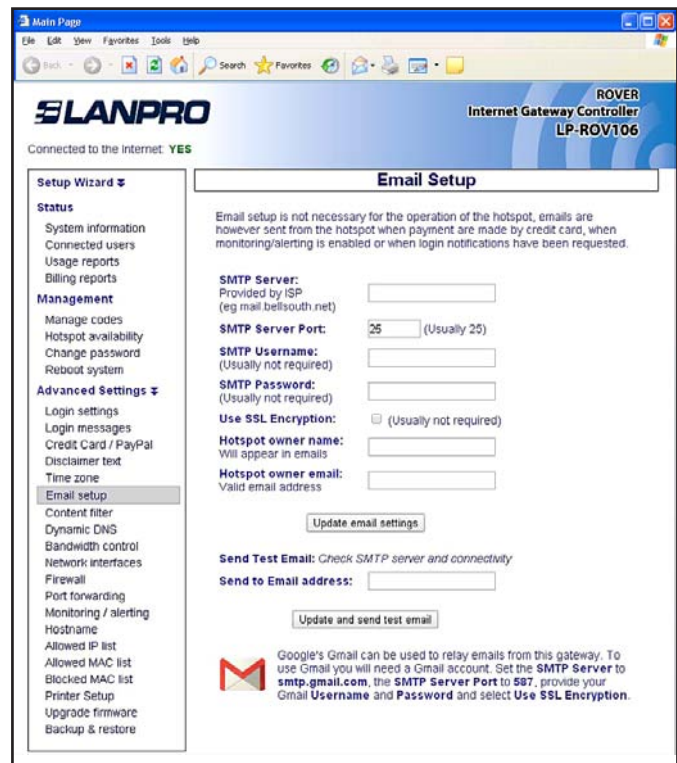 Main Page
File Edit View Favorites Tools Help
Back Search Favorites
LANPRO
ROVER
Internet Gateway Controller
LP-ROV106
Connected to the Internet: YES
Setup Wizard
Status
System information
Connected users
Usage reports
Billing reports
Management
Manage codes
Hotspot availability
Change password
Reboot system
Advanced Settings
Login settings
Login messages
Credit Card / PayPal
Disclaimer text
Time zone
Email setup
Content filter
Dynamic DNS
Bandwidth control
Network interfaces
Firewall
Port forwarding
Monitoring / alerting
Hostname
Allowed IP list
Allowed MAC list
Blocked MAC list
Printer Setup
Upgrade firmware
Backup & restore
Email Setup
Email setup is not necessary for the operation of the hotspot, emails are
however sent from the hotspot when payment are made by credit card, when
monitoring/alerting is enabled or when login notifications have been requested.
SMTP Server:
Provided by ISP
(eg mail.bellsouth.net)
SMTP Server Port: 25 (Usually 25)
SMTP Username:
(Usually not required)
SMTP Password:
(Usually not required)
Use SSL Encryption: (Usually not required)
Hotspot owner name:
Will appear in emails
Hotspot owner email:
Valid email address
Update email settings
Send Test Email: Check SMTP server and connectivity
Send to Email address:
Update and send test email
Google's Gmail can be used to relay emails from this gateway. To
use Gmail you will need a Gmail account. Set the SMTP Server to
smtp.gmail.com, the SMTP Server Port to 587, provide your
Gmail Username and Password and select Use SSL Encryption.